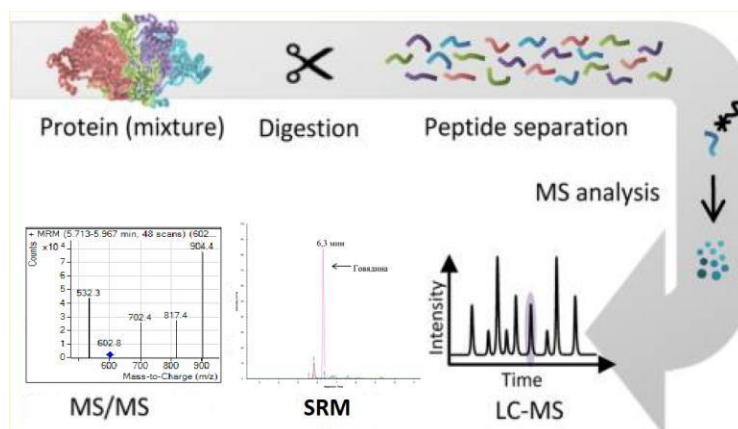 Protein (mixture)
Digestion
Peptide separation
MS analysis
+ MRM (5.713-5.967 min, 48 scans) (602...
Counts
x10 4
904.4
7
6
5
532.3
4
3
702.4
817.4
2
1
602.8
0
600
700
800
900
Mass-to-Charge (m/z)
MS/MS
6,3 мин
Говядина
SRM
Intensity
Time
LC-MS